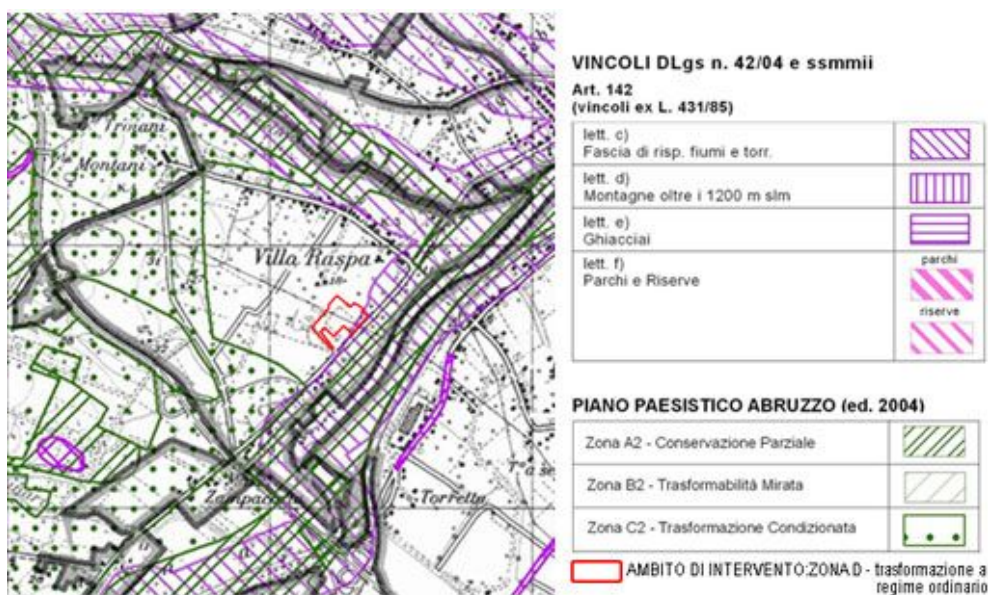 Trinani
Montani
Villa Raspa
Torretta
VINCOLI DLgs n. 42/04 e ssmmii
Art. 142
(vincoli ex L. 431/85)
lett. c)
Fascia di risp. fiumi e torr.
lett. d)
Montagne oltre i 1200 m slm
lett. e)
Ghiacciai
lett. f)
Parchi e Riserve
parchi
riserve
PIANO PAESISTICO ABRUZZO (ed. 2004)
Zona A2 - Conservazione Parziale
Zona B2 - Trasformabilità Mirata
Zona C2 - Trasformazione Condizionata
AMBITO DI INTERVENTO:ZONA D - trasformazione a
regime ordinario